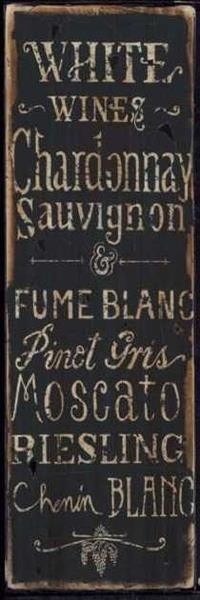 WHITE
WINES
Chardonnay
Sauvignon
&
FUME BLANC
Pinot Gris
Moscato
RIESLING
Chenin BLANC